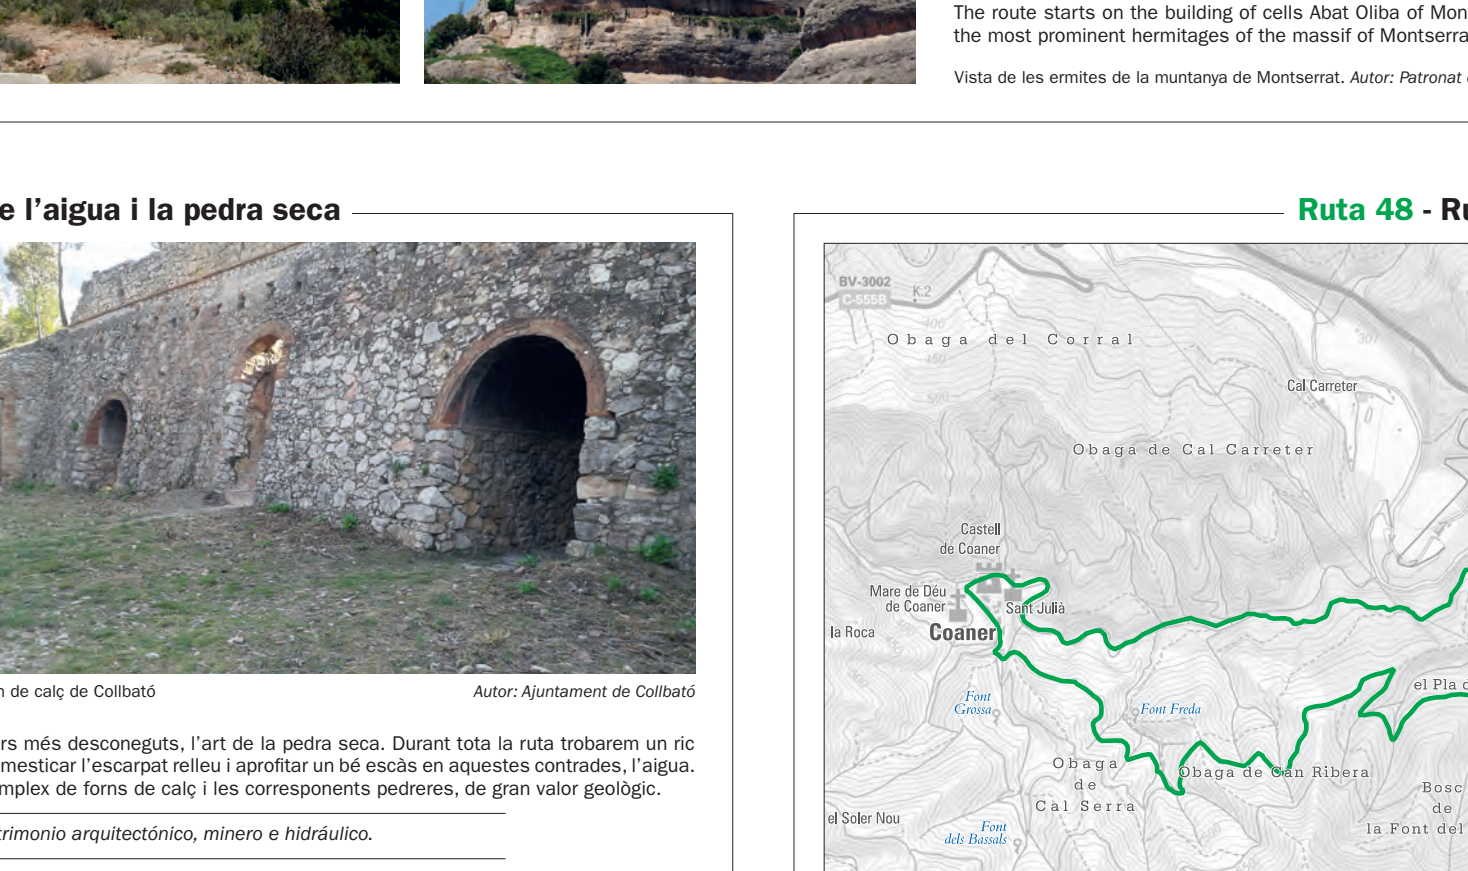 The route starts on the building of cells Abat Oliba of Mon
the most prominent hermitages of the massif of Montserra
Vista de les ermites de la muntanya de Montserrat. Autor: Patronat
e l’aigua i la pedra seca
n de calç de Collbató
Autor: Ajuntament de Collbató
rs més desconeguts, l’art de la pedra seca. Durant tota la ruta trobarem un ric
mesticar l’escarpat relleu i aprofitar un bé escàs en aquestes contrades, l’aigua.
mplex de forns de calç i les corresponents pedreres, de gran valor geològic.
trimonio arquitectónico, minero e hidráulico.
Ruta 48 - Ru
BV-3002
C-555B
K.2
400
450
500
307
Obaga del Corral
Cal Carreter
Obaga de Cal Carreter
Castell
de Coaner
Mare de Déu
de Coaner
Sant Julià
la Roca
Coaner
Font
Grossa
Font Freda
el Pla
Obaga
de
Cal Serra
Obaga de Can Ribera
Bosc
de
la Font del
el Soler Nou
Font
dels Bassals